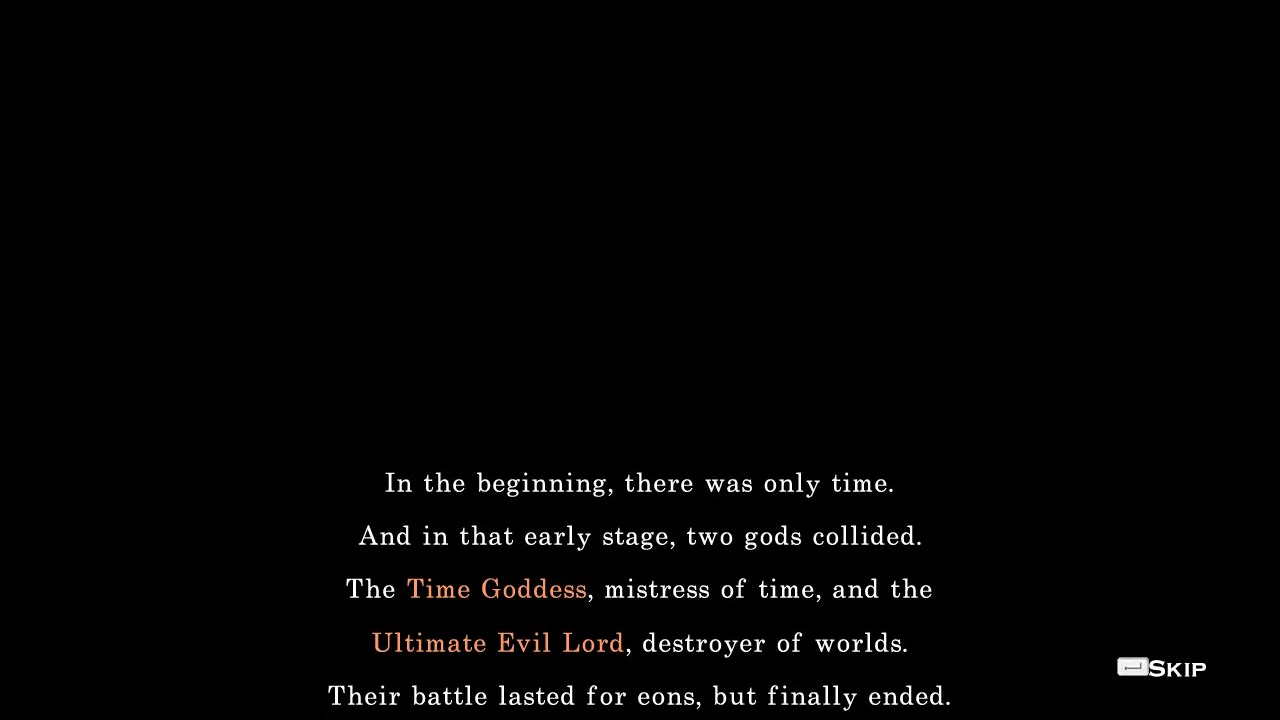 In the beginning, there was only time.
And in that early stage, two gods collided.
The Time Goddess, mistress of time, and the
Ultimate Evil Lord, destroyer of worlds.
Their battle lasted for eons, but finally ended.
SKIP